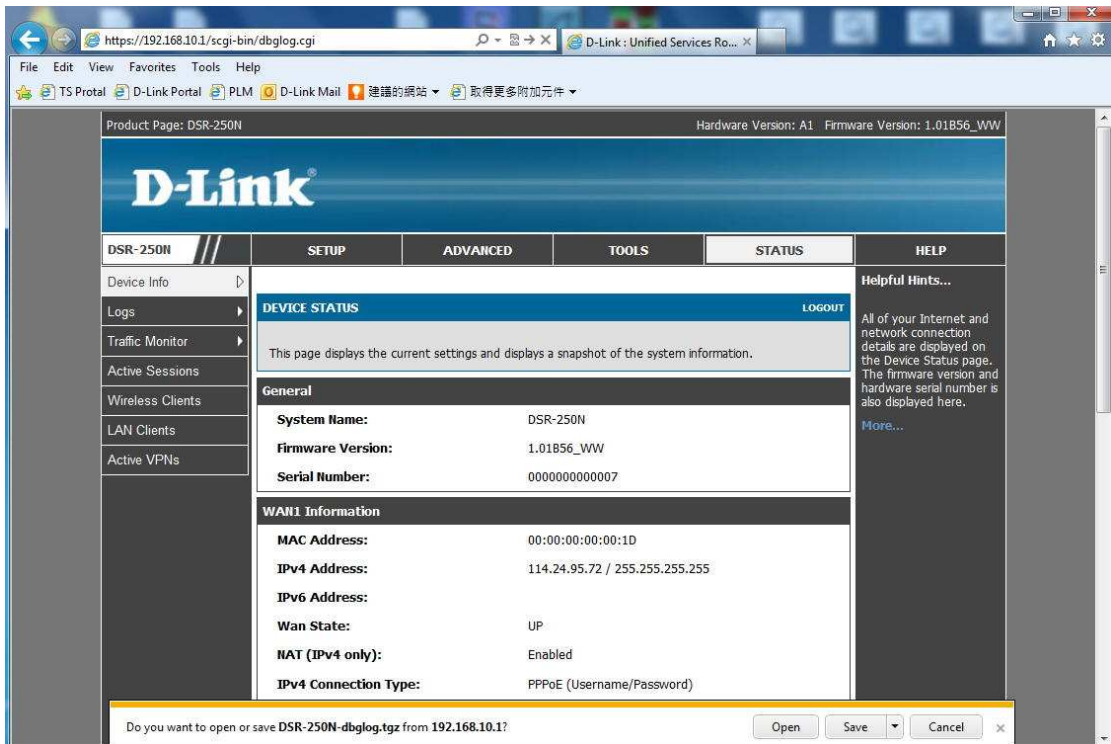 https://192.168.10.1/scgi-bin/dbglog.cgi
D-Link : Unified Services Ro...
File Edit View Favorites Tools Help
TS Protal D-Link Portal PLM D-Link Mail 建議的網站 取得更多附加元件
Product Page: DSR-250N Hardware Version: A1 Firmware Version: 1.01B56_WW
D-Link®
DSR-250N SETUP ADVANCED TOOLS STATUS HELP
Device Info
Logs
Traffic Monitor
Active Sessions
Wireless Clients
LAN Clients
Active VPNs
DEVICE STATUS LOGOUT
This page displays the current settings and displays a snapshot of the system information.
General
System Name: DSR-250N
Firmware Version: 1.01B56_WW
Serial Number: 0000000000007
WAN1 Information
MAC Address: 00:00:00:00:00:1D
IPv4 Address: 114.24.95.72 / 255.255.255.255
IPv6 Address:
Wan State: UP
NAT (IPv4 only): Enabled
IPv4 Connection Type: PPPoE (Username/Password)
Helpful Hints...
All of your Internet and
network connection
details are displayed on
the Device Status page.
The firmware version and
hardware serial number is
also displayed here.
More...
Do you want to open or save DSR-250N-dbglog.tgz from 192.168.10.1?
Open Save Cancel